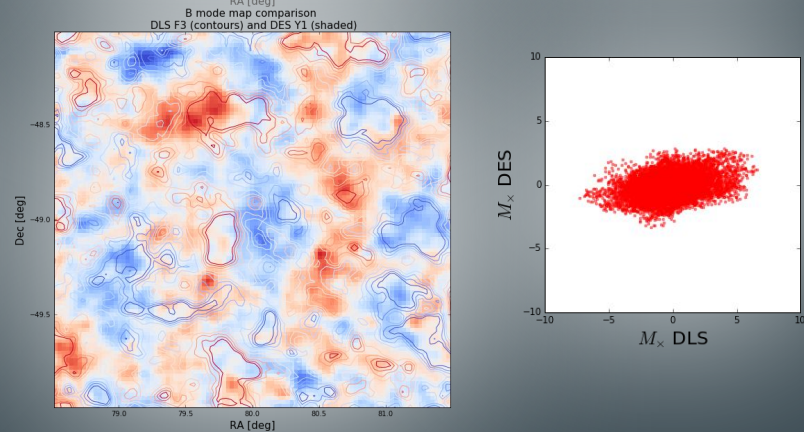 RA [deg]
B mode map comparison
DLS F3 (contours) and DES Y1 (shaded)
Dec [deg]
−48.5
−49.0
−49.5
79.0 79.5 80.0 80.5 81.0
RA [deg]
M× DES
10
5
0
−5
−10
−10 −5 0 5 10
M× DLS